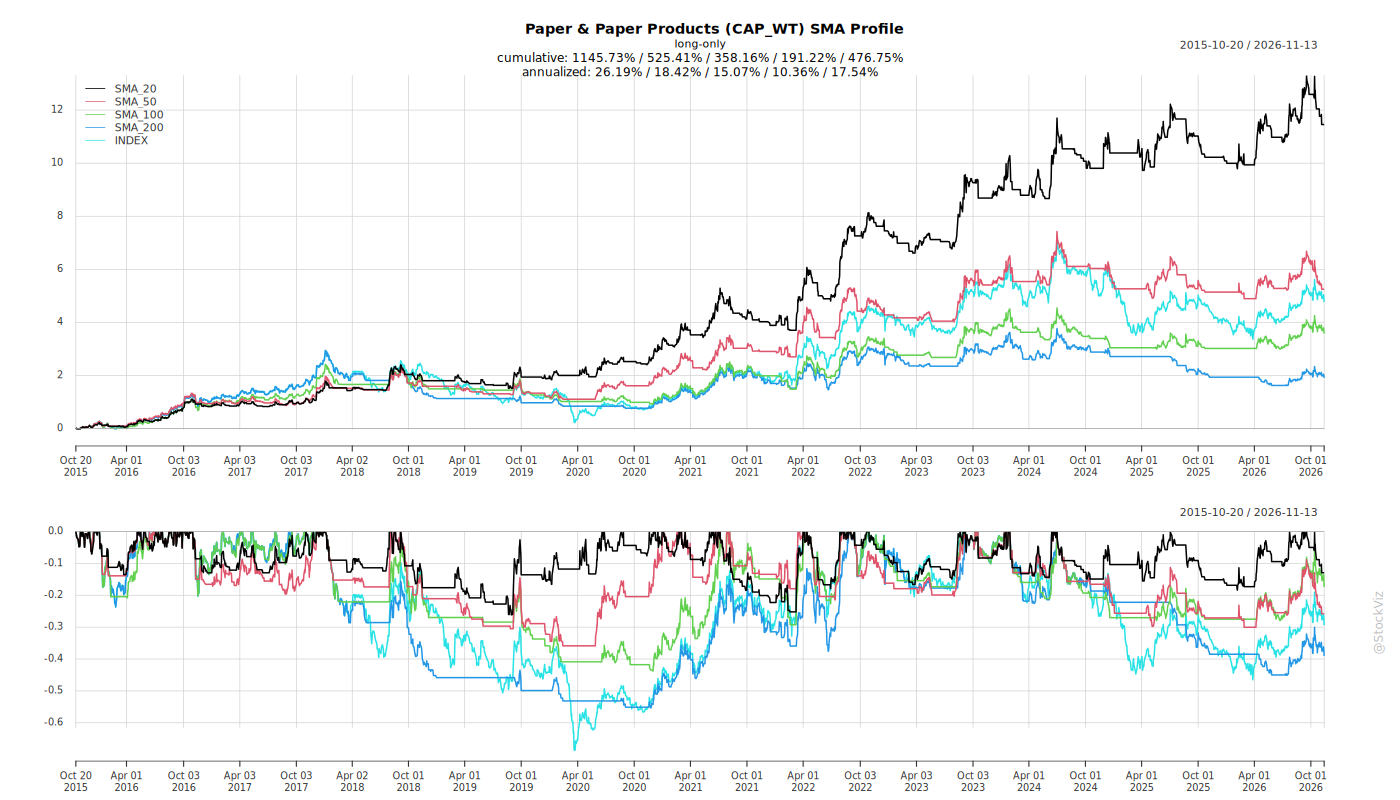 Paper & Paper Products (CAP_WT) SMA Profile
long-only
cumulative: 1145.73% / 525.41% / 358.16% / 191.22% / 476.75%
annualized: 26.19% / 18.42% / 15.07% / 10.36% / 17.54%
2015-10-20 / 2026-11-13
SMA_20
SMA_50
SMA_100
SMA_200
INDEX
12
10
8
6
4
2
0
Oct 20 Apr 01 Oct 03 Apr 03 Oct 03 Apr 02 Oct 01 Apr 01 Oct 01 Apr 01 Oct 01 Apr 01 Oct 01 Apr 01 Oct 03 Apr 03 Oct 03 Apr 01 Oct 01 Apr 01 Oct 01 Apr 01 Oct 01
2015 2016 2016 2017 2017 2018 2018 2019 2019 2020 2020 2021 2021 2022 2022 2023 2023 2024 2024 2025 2025 2026 2026
2015-10-20 / 2026-11-13
0.0
-0.1
-0.2
-0.3
-0.4
-0.5
-0.6
Oct 20 Apr 01 Oct 03 Apr 03 Oct 03 Apr 02 Oct 01 Apr 01 Oct 01 Apr 01 Oct 01 Apr 01 Oct 01 Apr 01 Oct 03 Apr 03 Oct 03 Apr 01 Oct 01 Apr 01 Oct 01 Apr 01 Oct 01
2015 2016 2016 2017 2017 2018 2018 2019 2019 2020 2020 2021 2021 2022 2022 2023 2023 2024 2024 2025 2025 2026 2026
@StockViz